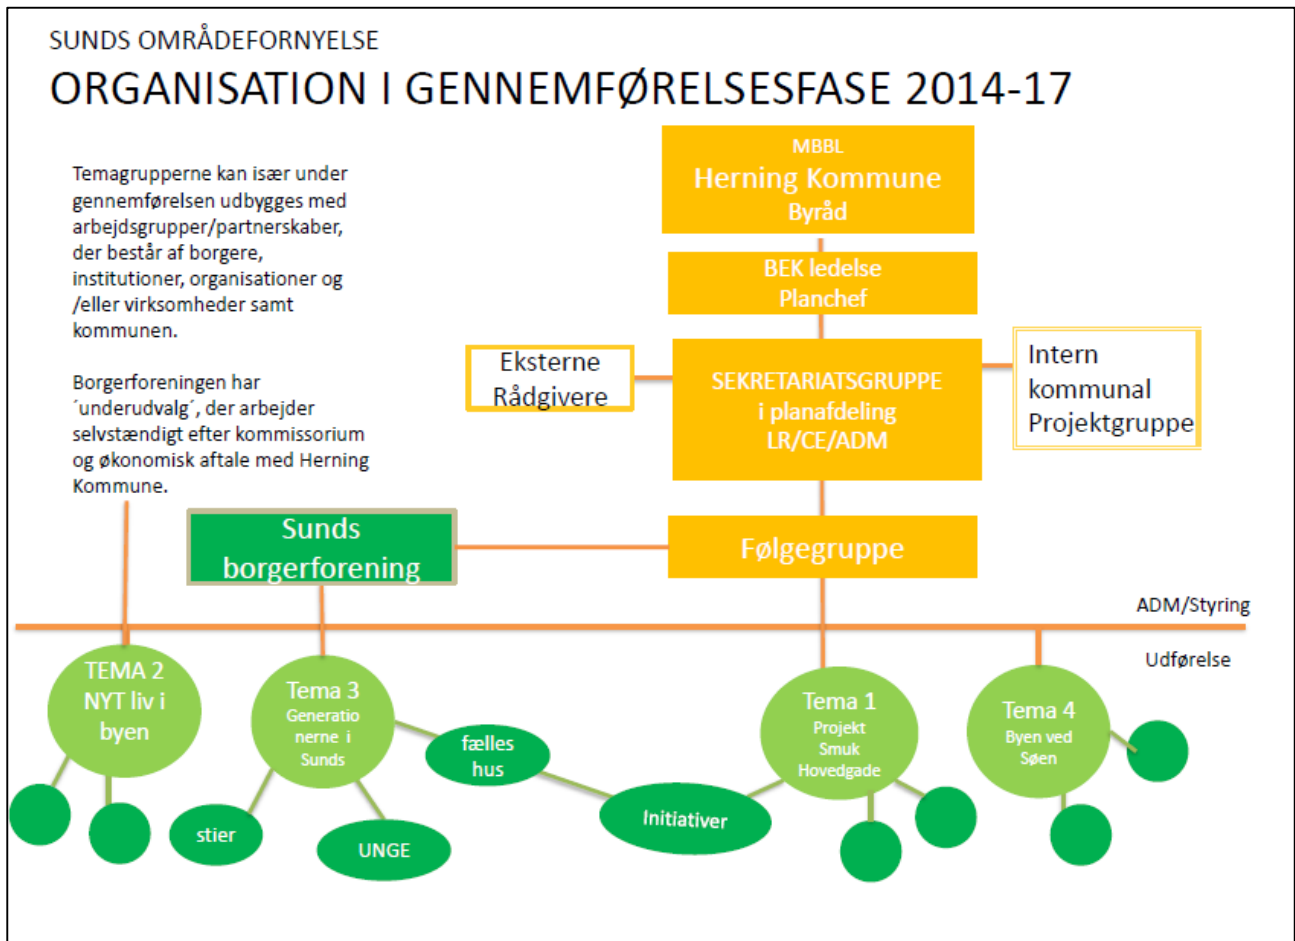 SUNDS OMRÅDEFORNYELSE
ORGANISATION I GENNEMFØRELSESFASE 2014-17
Temagrupperne kan især under
gennemførelsen udbygges med
arbejdsgrupper/partnerskaber,
der består af borgere,
institutioner, organisationer og
/eller virksomheder samt
kommunen.
Borgerforeningen har
´underudvalg´, der arbejder
selvstændigt efter kommissorium
og økonomisk aftale med Herning
Kommune.
MBBL
Herning Kommune
Byråd
BEK ledelse
Planchef
Eksterne
Rådgivere
SEKRETARIATSGRUPPE
i planafdeling
LR/CE/ADM
Intern
kommunal
Projektgruppe
Sunds
borgerforening
Følgegruppe
ADM/Styring
Udførelse
TEMA 2
NYT liv i
byen
Tema 3
Generatio
nerne i
Sunds
fælles
hus
stier
UNGE
Initiativer
Tema 1
Projekt
Smuk
Hovedgade
Tema 4
Byen ved
Søen